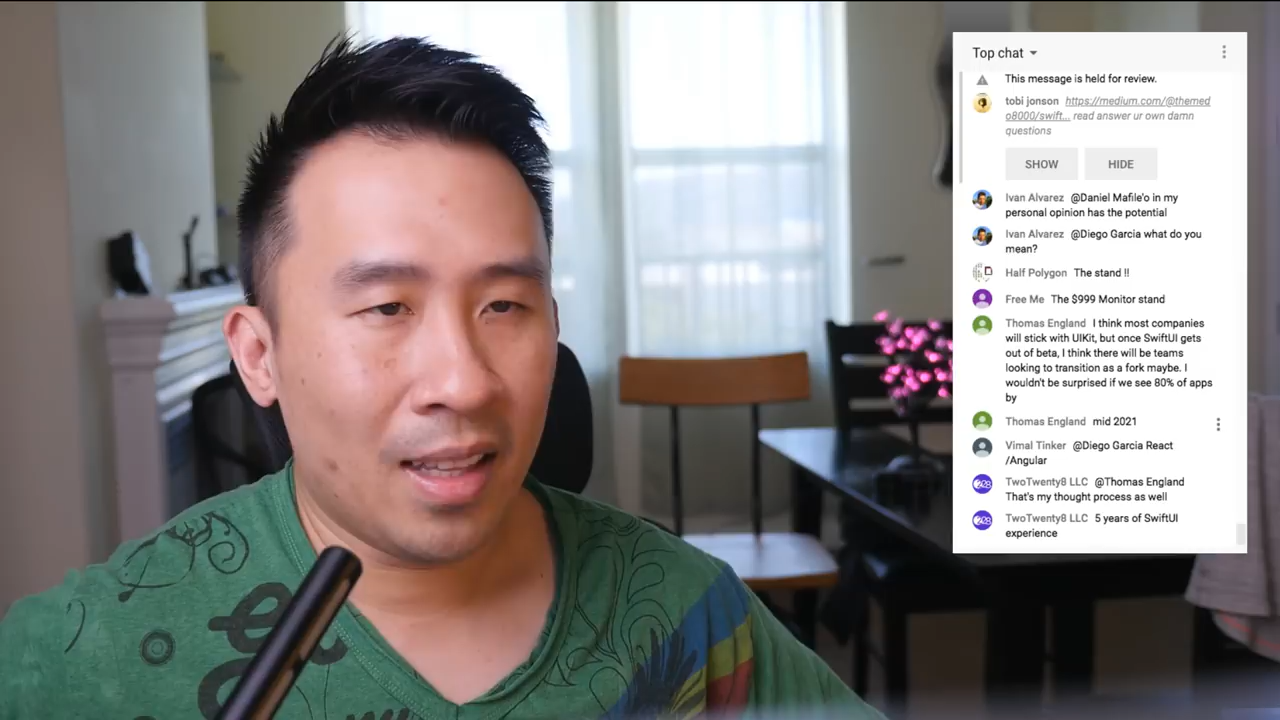 Top chat
This message is held for review.
tobi jonson https://medium.com/@themed
o8000/swift... read answer ur own damn
questions
SHOW HIDE
Ivan Alvarez @Daniel Mafile'o in my
personal opinion has the potential
Ivan Alvarez @Diego Garcia what do you
mean?
Half Polygon The stand !!
Free Me The $999 Monitor stand
Thomas England I think most companies
will stick with UIKit, but once SwiftUI gets
out of beta, I think there will be teams
looking to transition as a fork maybe. I
wouldn't be surprised if we see 80% of apps
by
Thomas England mid 2021
Vimal Tinker @Diego Garcia React
/Angular
TwoTwenty8 LLC @Thomas England
That's my thought process as well
TwoTwenty8 LLC 5 years of SwiftUI
experience